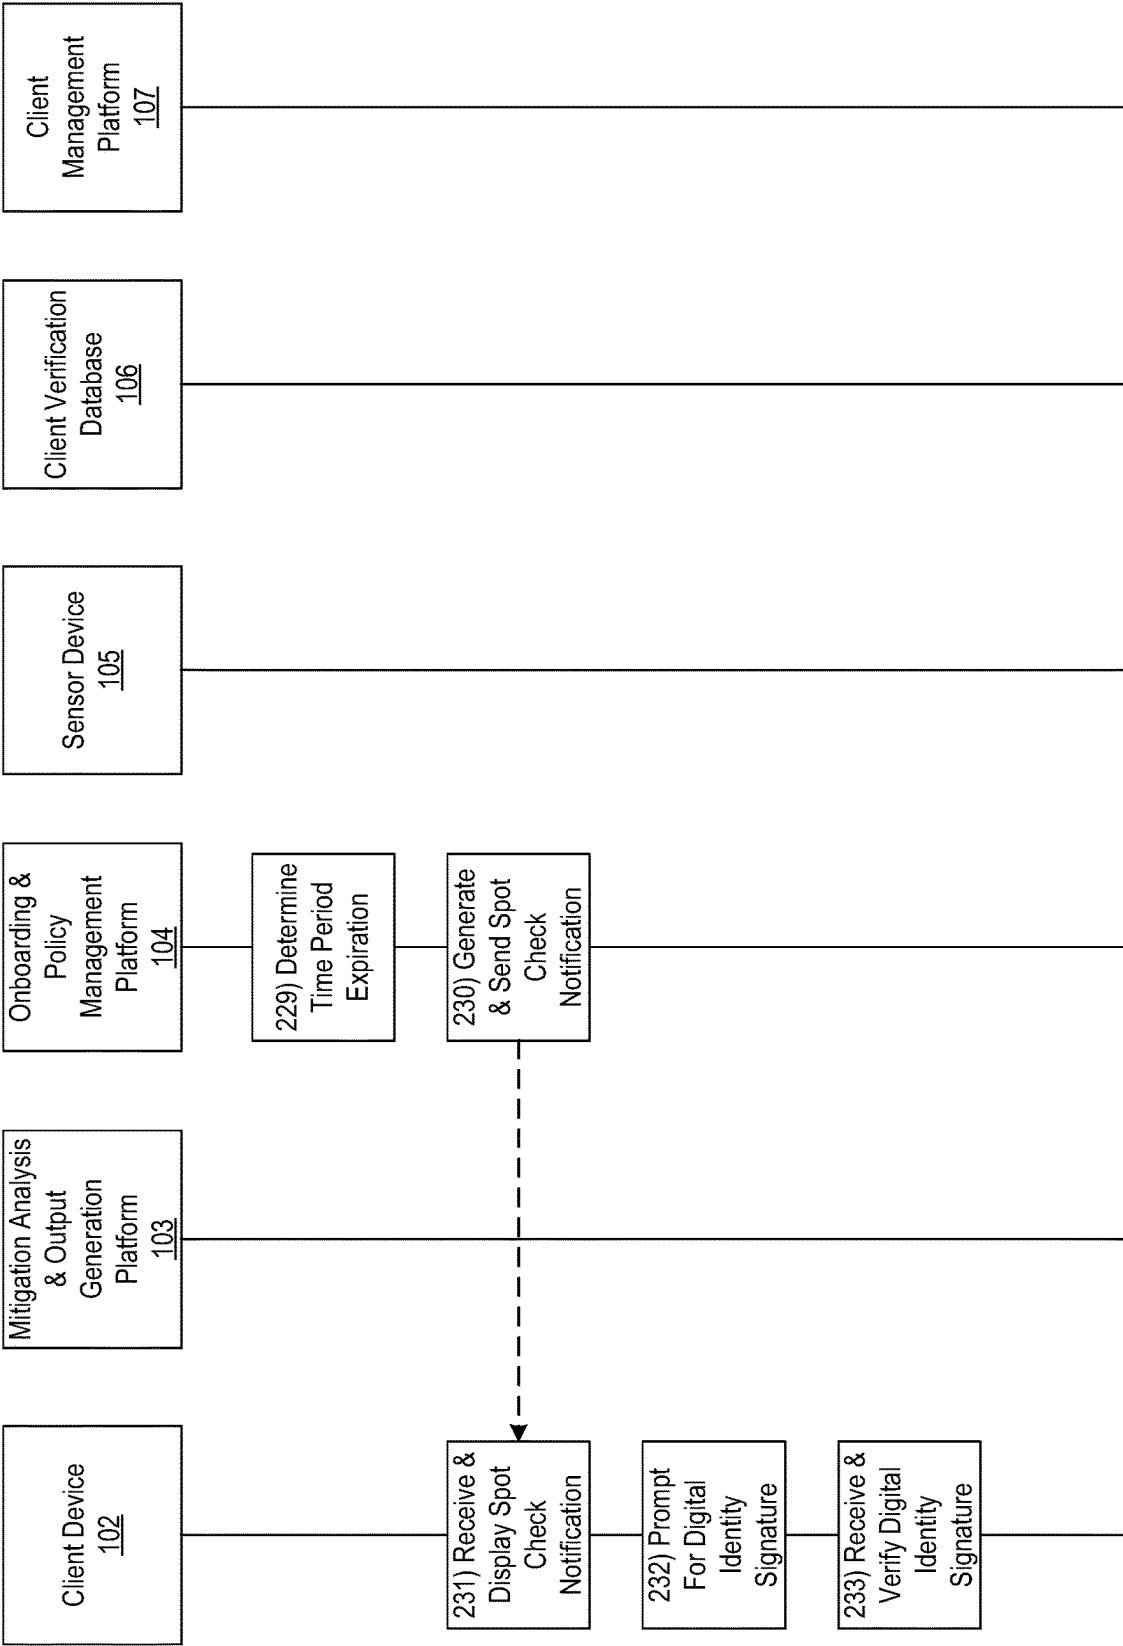 Client Device
102
Mitigation Analysis
& Output
Generation
Platform
103
Onboarding &
Policy
Management
Platform
104
Sensor Device
105
Client Verification
Database
106
Client
Management
Platform
107
229) Determine
Time Period
Expiration
230) Generate
& Send Spot
Check
Notification
231) Receive &
Display Spot
Check
Notification
232) Prompt
For Digital
Identity
Signature
233) Receive &
Verify Digital
Identity
Signature